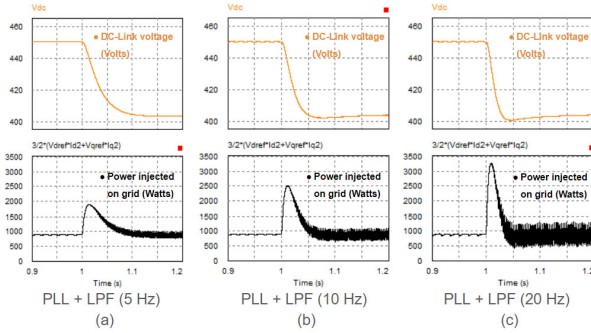 Vdc
DC-Link voltage
(Volts)
460
440
420
400
3/2*(Vdref*Id2+Vqref*Iq2)
3500
3000
2500
2000
1500
1000
500
0
Power injected
on grid (Watts)
0.9 1 1.1 1.2
Time (s)
PLL + LPF (5 Hz)
(a)
Vdc
DC-Link voltage
(Volts)
460
440
420
400
3/2*(Vdref*Id2+Vqref*Iq2)
3500
3000
2500
2000
1500
1000
500
0
Power injected
on grid (Watts)
0.9 1 1.1 1.2
Time (s)
PLL + LPF (10 Hz)
(b)
Vdc
DC-Link voltage
(Volts)
460
440
420
400
3/2*(Vdref*Id2+Vqref*Iq2)
3500
3000
2500
2000
1500
1000
500
0
Power injected
on grid (Watts)
0.9 1 1.1 1.2
Time (s)
PLL + LPF (20 Hz)
(c)